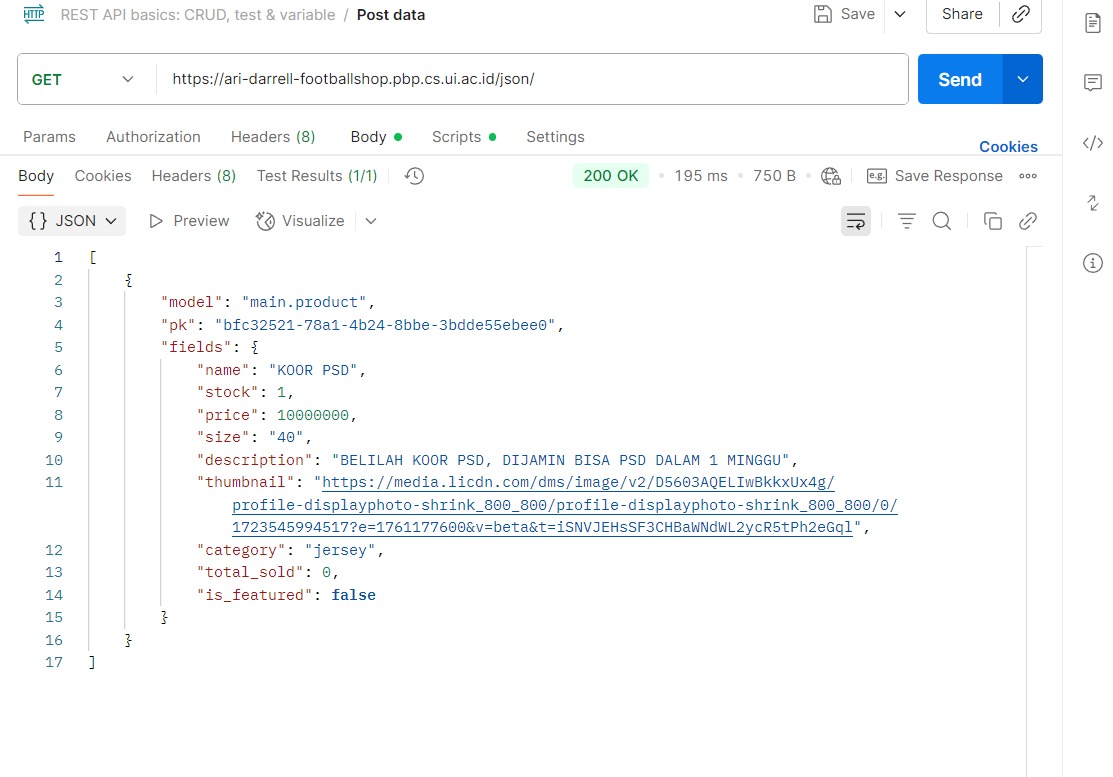 HTTP REST API basics: CRUD, test & variable / Post data Save Share
GET https://ari-darrell-footballshop.pbp.cs.ui.ac.id/json/ Send
Params Authorization Headers (8) Body Scripts Settings Cookies
Body Cookies Headers (8) Test Results (1/1) 200 OK 195 ms 750 B e.g. Save Response
{} JSON Preview Visualize
1 [
2 {
3 "model": "main.product",
4 "pk": "bfc32521-78a1-4b24-8bbe-3bdde55ebee0",
5 "fields": {
6 "name": "KOOR PSD",
7 "stock": 1,
8 "price": 10000000,
9 "size": "40",
10 "description": "BELILAH KOOR PSD, DIJAMIN BISA PSD DALAM 1 MINGGU",
11 "thumbnail": "https://media.licdn.com/dms/image/v2/D5603AQELIwBkkxUx4g/
profile-displayphoto-shrink_800_800/profile-displayphoto-shrink_800_800/0/
1723545994517?e=1761177600&v=beta&t=iSNVJEHsSF3CHBaWNdWL2ycR5tPh2eGql",
12 "category": "jersey",
13 "total_sold": 0,
14 "is_featured": false
15 }
16 }
17 ]